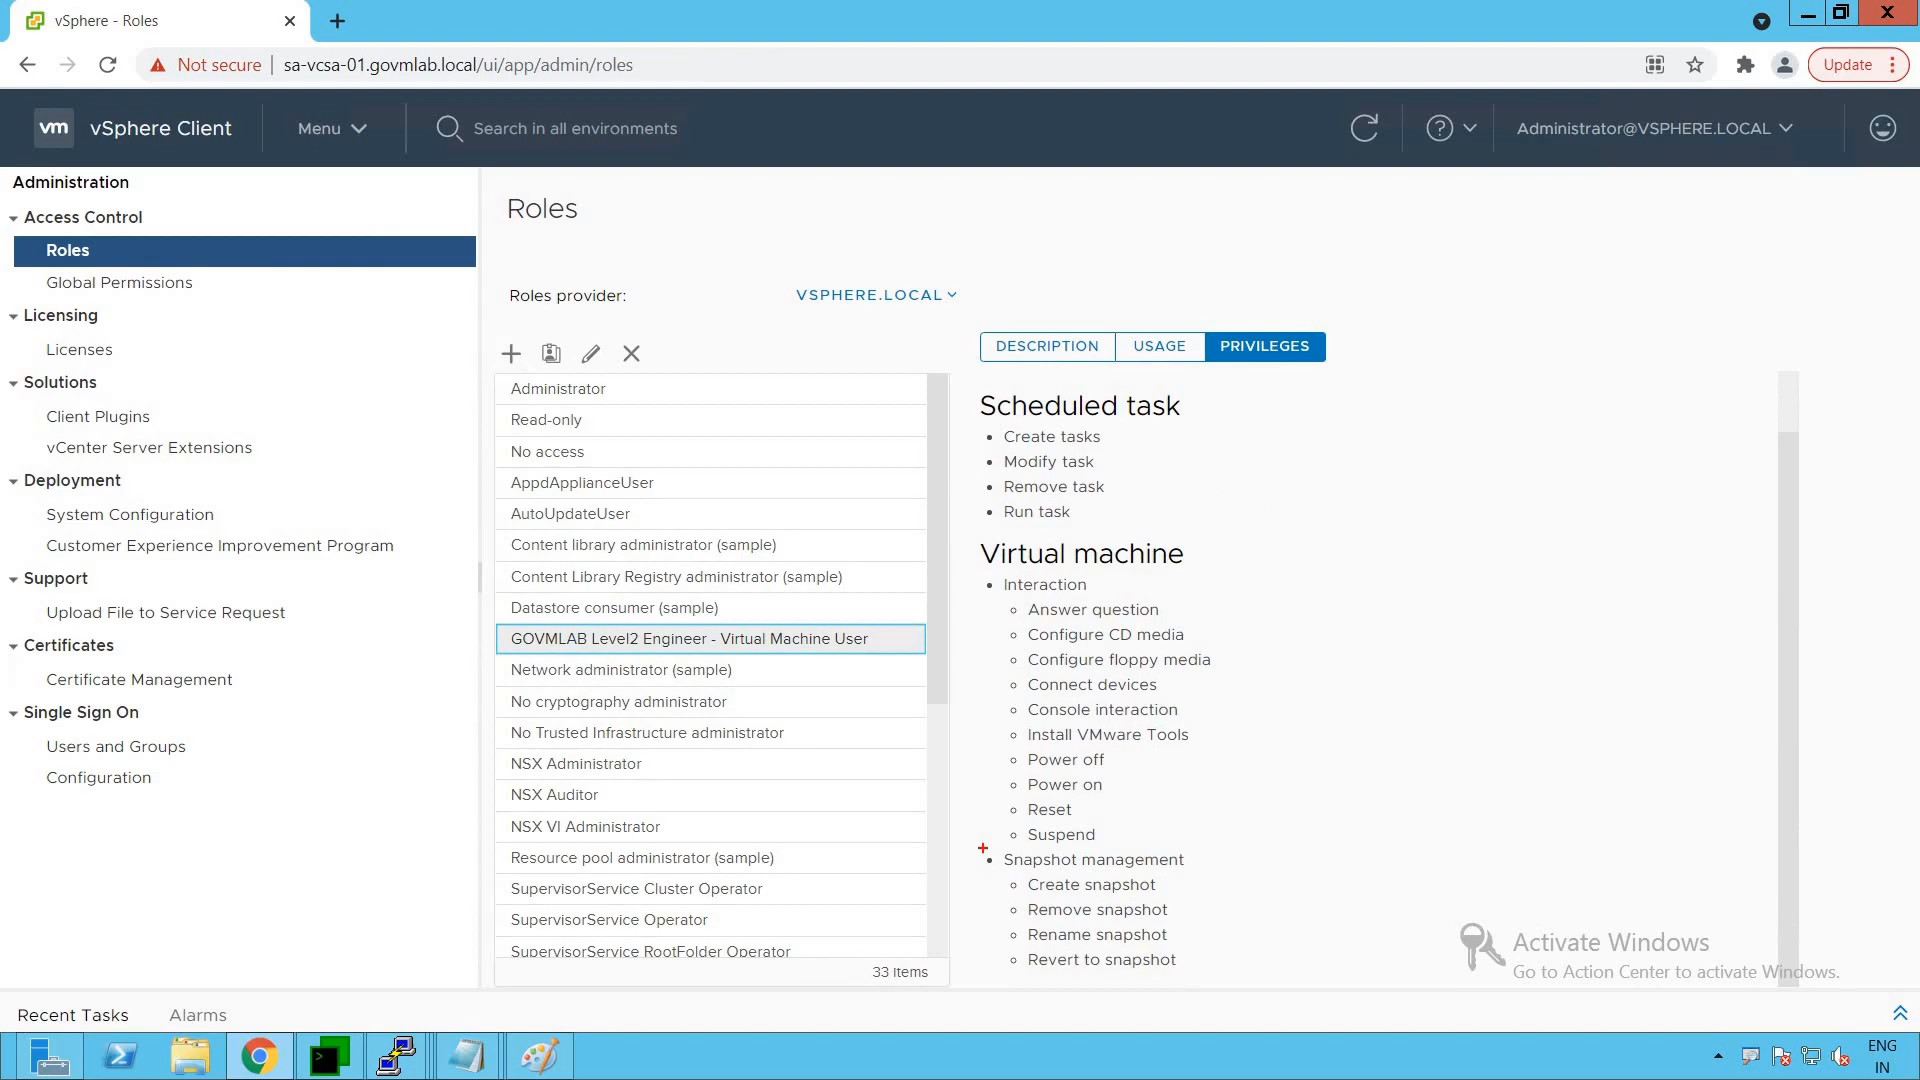 vSphere - Roles
Not secure
sa-vcsa-01.govmlab.local/ui/app/admin/roles
Update
vm
vSphere Client
Menu
Search in all environments
Administrator@VSPHERE.LOCAL
Administration
Access Control
Roles
Global Permissions
Licensing
Licenses
Solutions
Client Plugins
vCenter Server Extensions
Deployment
System Configuration
Customer Experience Improvement Program
Support
Upload File to Service Request
Certificates
Certificate Management
Single Sign On
Users and Groups
Configuration
Roles
Roles provider:
VSPHERE.LOCAL
Administrator
Read-only
No access
AppdApplianceUser
AutoUpdateUser
Content library administrator (sample)
Content Library Registry administrator (sample)
Datastore consumer (sample)
GOVMLAB Level2 Engineer - Virtual Machine User
Network administrator (sample)
No cryptography administrator
No Trusted Infrastructure administrator
NSX Administrator
NSX Auditor
NSX VI Administrator
Resource pool administrator (sample)
SupervisorService Cluster Operator
SupervisorService Operator
SupervisorService RootFolder Operator
33 items
DESCRIPTION
USAGE
PRIVILEGES
Scheduled task
Create tasks
Modify task
Remove task
Run task
Virtual machine
Interaction
Answer question
Configure CD media
Configure floppy media
Connect devices
Console interaction
Install VMware Tools
Power off
Power on
Reset
Suspend
Snapshot management
Create snapshot
Remove snapshot
Rename snapshot
Revert to snapshot
Activate Windows
Go to Action Center to activate Windows.
Recent Tasks
Alarms
ENG
IN